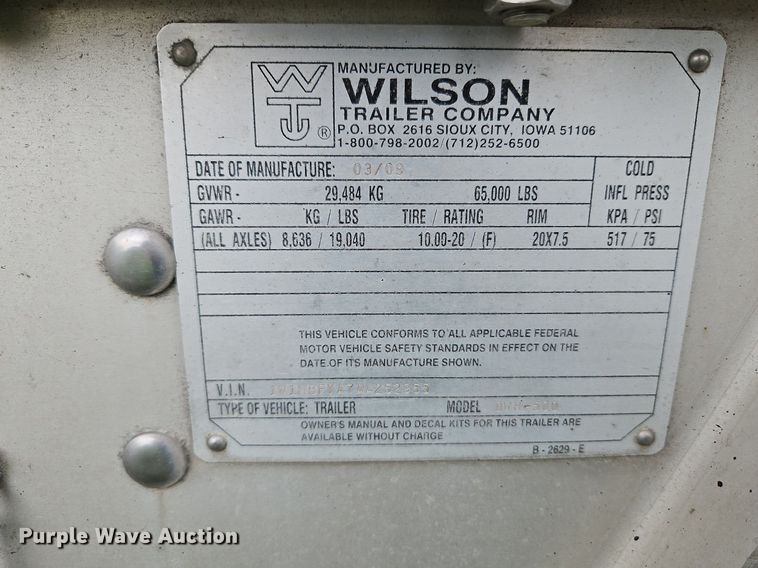 MANUFACTURED BY:
WILSON
TRAILER COMPANY
P.O. BOX 2616 SIOUX CITY, IOWA 51106
1-800-798-2002/(712)252-6500
WT ®
DATE OF MANUFACTURE: COLD
GVWR - 29,484 KG 65,000 LBS INFL PRESS
GAWR - KG / LBS TIRE / RATING RIM KPA / PSI
(ALL AXLES) 8,636 / 19,040 10.00-20 / (F) 20X7.5 517 / 75
THIS VEHICLE CONFORMS TO ALL APPLICABLE FEDERAL
MOTOR VEHICLE SAFETY STANDARDS IN EFFECT ON THE
DATE OF ITS MANUFACTURE SHOWN.
V.I.N.
TYPE OF VEHICLE: TRAILER MODEL
OWNER'S MANUAL AND DECAL KITS FOR THIS TRAILER ARE
AVAILABLE WITHOUT CHARGE
B - 2629 - E
Purple Wave Auction